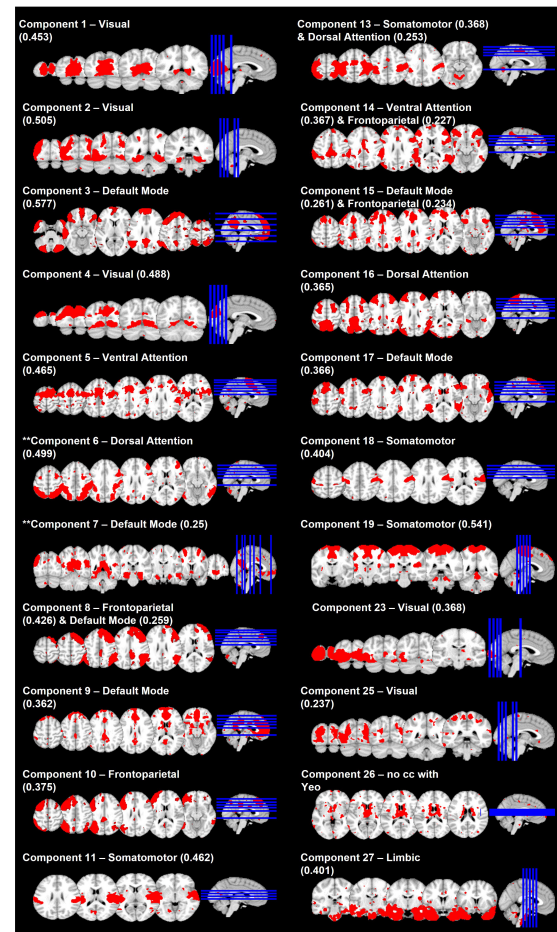 Component 1 – Visual
(0.453)
Component 2 – Visual
(0.505)
Component 3 – Default Mode
(0.577)
Component 4 – Visual (0.488)
Component 5 – Ventral Attention
(0.465)
**Component 6 – Dorsal Attention
(0.499)
**Component 7 – Default Mode (0.25)
Component 8 – Frontoparietal
(0.426) & Default Mode (0.259)
Component 9 – Default Mode
(0.362)
Component 10 – Frontoparietal
(0.375)
Component 11 – Somatomotor (0.462)
Component 13 – Somatomotor (0.368)
& Dorsal Attention (0.253)
Component 14 – Ventral Attention
(0.367) & Frontoparietal (0.227)
Component 15 – Default Mode
(0.261) & Frontoparietal (0.234)
Component 16 – Dorsal Attention
(0.365)
Component 17 – Default Mode
(0.366)
Component 18 – Somatomotor
(0.404)
Component 19 – Somatomotor (0.541)
Component 23 – Visual (0.368)
Component 25 – Visual
(0.237)
Component 26 – no cc with
Yeo
Component 27 – Limbic
(0.401)